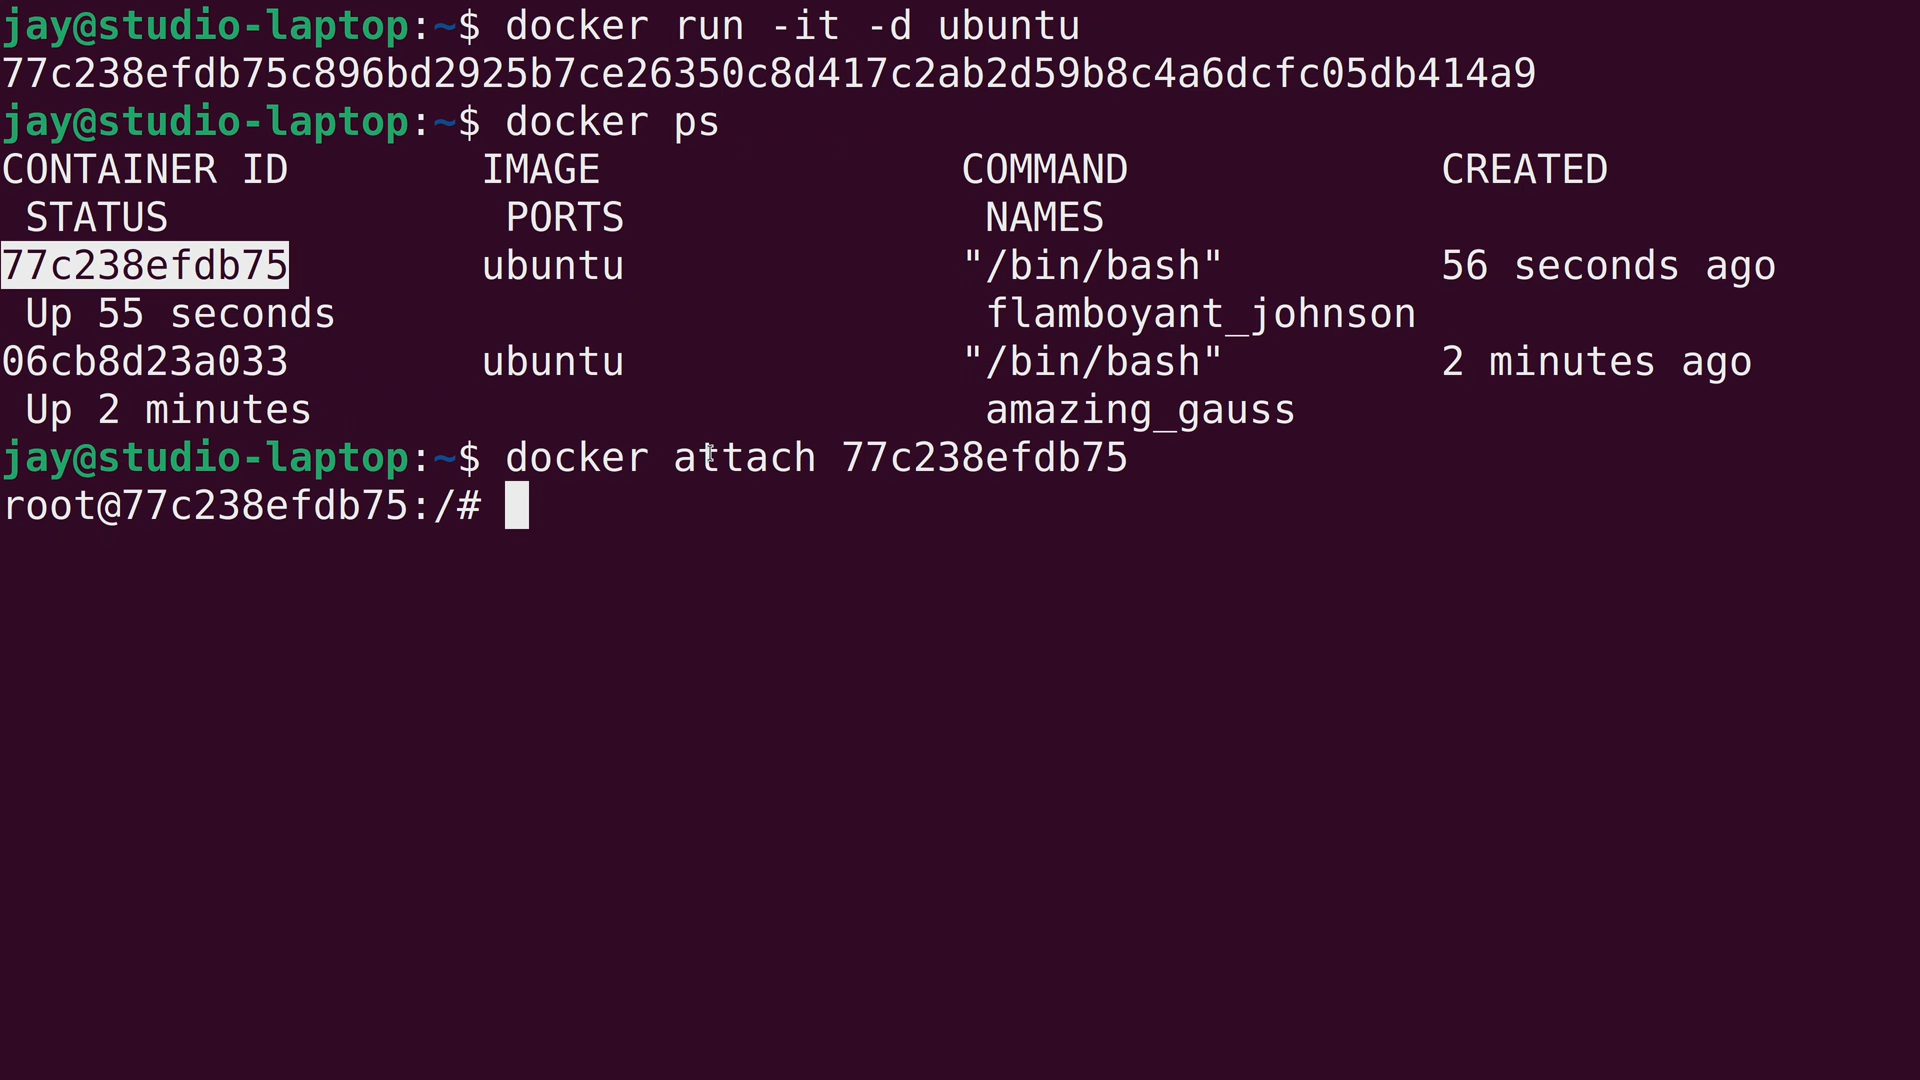 jay@studio-laptop:~$ docker run -it -d ubuntu
77c238efdb75c896bd2925b7ce26350c8d417c2ab2d59b8c4a6dcfc05db414a9
jay@studio-laptop:~$ docker ps
CONTAINER ID        IMAGE               COMMAND             CREATED
 STATUS              PORTS               NAMES
77c238efdb75        ubuntu              "/bin/bash"         56 seconds ago
 Up 55 seconds                           flamboyant_johnson
06cb8d23a033        ubuntu              "/bin/bash"         2 minutes ago
 Up 2 minutes                            amazing_gauss
jay@studio-laptop:~$ docker attach 77c238efdb75
root@77c238efdb75:/#